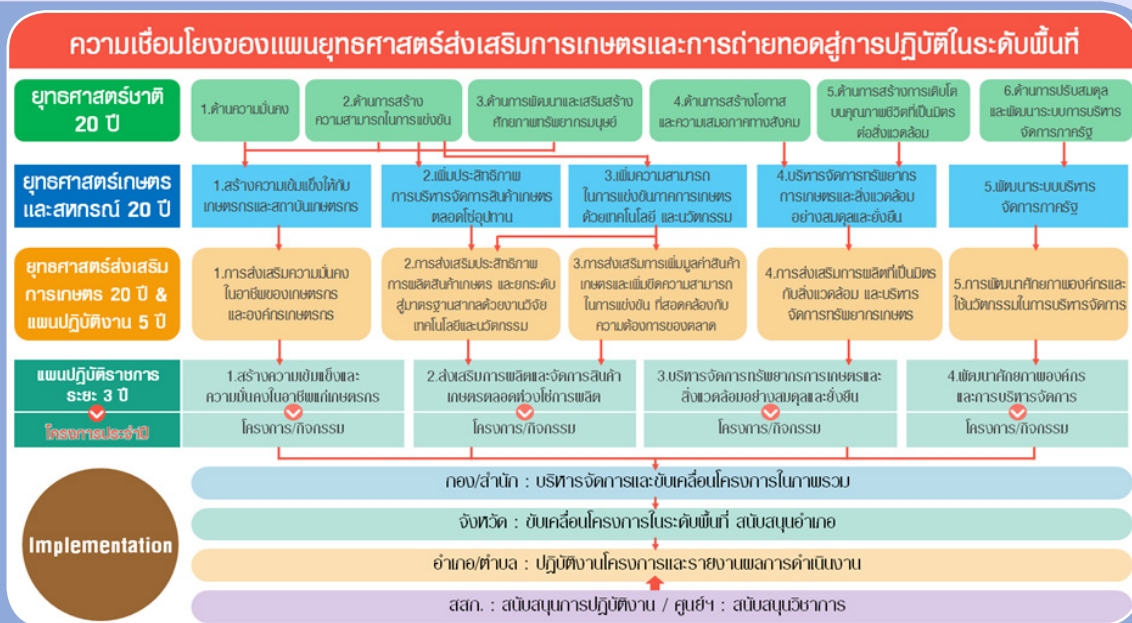 ความเชื่อมโยงของแผนยุทธศาสตร์ส่งเสริมการเกษตรและการถ่ายทอดสู่การปฏิบัติในระดับพื้นที่
ยุทธศาสตร์ชาติ
20 ปี
1.ด้านความมั่นคง
2.ด้านการสร้าง
ความสามารถในการแข่งขัน
3.ด้านการพัฒนาและเสริมสร้าง
ศักยภาพทรัพยากรมนุษย์
4.ด้านการสร้างโอกาส
และความเสมอภาคทางสังคม
5.ด้านการสร้างการเติบโต
บนคุณภาพชีวิตที่เป็นมิตร
ต่อสิ่งแวดล้อม
6.ด้านการปรับสมดุล
และพัฒนาระบบการบริหาร
จัดการภาครัฐ
ยุทธศาสตร์เกษตร
และสหกรณ์ 20 ปี
1.สร้างความเข้มแข็งให้กับ
เกษตรกรและสถาบันเกษตรกร
2.เพิ่มประสิทธิภาพ
การบริหารจัดการสินค้าเกษตร
ตลอดโซ่อุปทาน
3.เพิ่มความสามารถ
ในการแข่งขันภาคการเกษตร
ด้วยเทคโนโลยี และนวัตกรรม
4.บริหารจัดการทรัพยากร
การเกษตรและสิ่งแวดล้อม
อย่างสมดุลและยั่งยืน
5.พัฒนาระบบบริหาร
จัดการภาครัฐ
ยุทธศาสตร์ส่งเสริม
การเกษตร 20 ปี &
แผนปฏิบัติงาน 5 ปี
1.การส่งเสริมความมั่นคง
ในอาชีพของเกษตรกร
และองค์กรเกษตรกร
2.การส่งเสริมประสิทธิภาพ
การผลิตสินค้าเกษตร และยกระดับ
สู่มาตรฐานสากลด้วยงานวิจัย
เทคโนโลยีและนวัตกรรม
3.การส่งเสริมการเพิ่มมูลค่าสินค้า
เกษตรและเพิ่มขีดความสามารถ
ในการแข่งขัน ที่สอดคล้องกับ
ความต้องการของตลาด
4.การส่งเสริมการผลิตที่เป็นมิตร
กับสิ่งแวดล้อม และบริหาร
จัดการทรัพยากรเกษตร
5.การพัฒนาศักยภาพองค์กรและ
ใช้นวัตกรรมในการบริหารจัดการ
แผนปฏิบัติราชการ
ระยะ 3 ปี
โครงการประจำปี
1.สร้างความเข้มแข็งและ
ความมั่นคงในอาชีพแก่เกษตรกร
โครงการ/กิจกรรม
2.ส่งเสริมการผลิตและจัดการสินค้า
เกษตรตลอดห่วงโซ่การผลิต
โครงการ/กิจกรรม
3.บริหารจัดการทรัพยากรการเกษตรและ
สิ่งแวดล้อมอย่างสมดุลและยั่งยืน
โครงการ/กิจกรรม
4.พัฒนาศักยภาพองค์กร
และการบริหารจัดการ
โครงการ/กิจกรรม
Implementation
กอง/สำนัก : บริหารจัดการและขับเคลื่อนโครงการในภาพรวม
จังหวัด : ขับเคลื่อนโครงการในระดับพื้นที่ สนับสนุนอำเภอ
อำเภอ/ตำบล : ปฏิบัติงานโครงการและรายงานผลการดำเนินงาน
สสก. : สนับสนุนการปฏิบัติงาน / ศูนย์ฯ : สนับสนุนวิชาการ